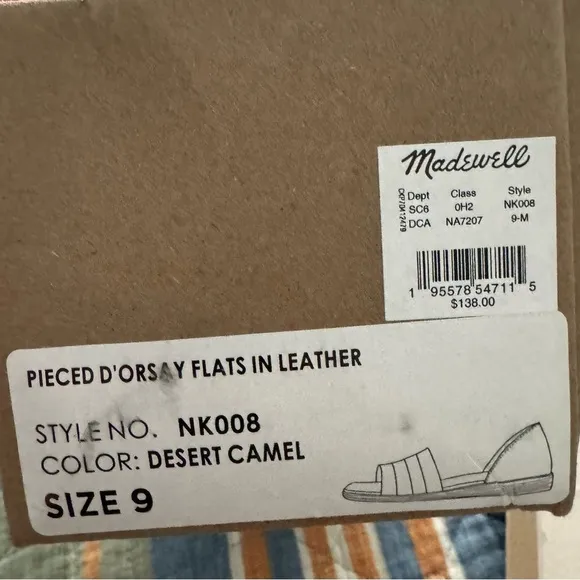 Madewell
Dept Class Style
SC6 0H2 NK008
DCA NA7207 9-M
1 95578 54711 5
$138.00
PIECED D'ORSAY FLATS IN LEATHER
STYLE NO. NK008
COLOR: DESERT CAMEL
SIZE 9